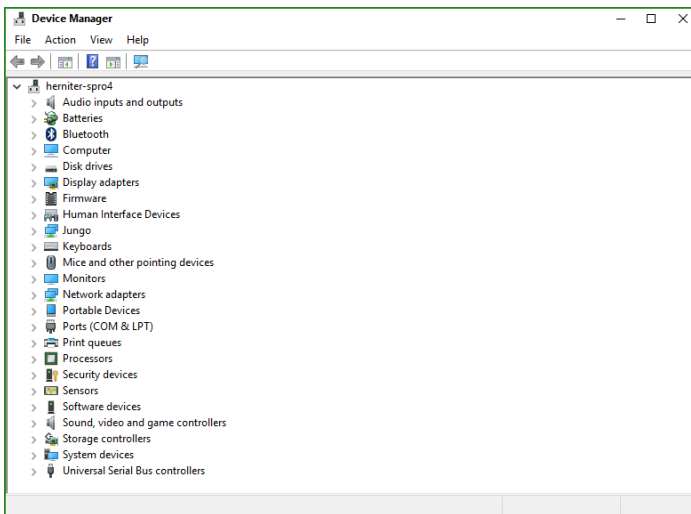 Device Manager
File Action View Help
herniter-spro4
Audio inputs and outputs
Batteries
Bluetooth
Computer
Disk drives
Display adapters
Firmware
Human Interface Devices
Jungo
Keyboards
Mice and other pointing devices
Monitors
Network adapters
Portable Devices
Ports (COM & LPT)
Print queues
Processors
Security devices
Sensors
Software devices
Sound, video and game controllers
Storage controllers
System devices
Universal Serial Bus controllers